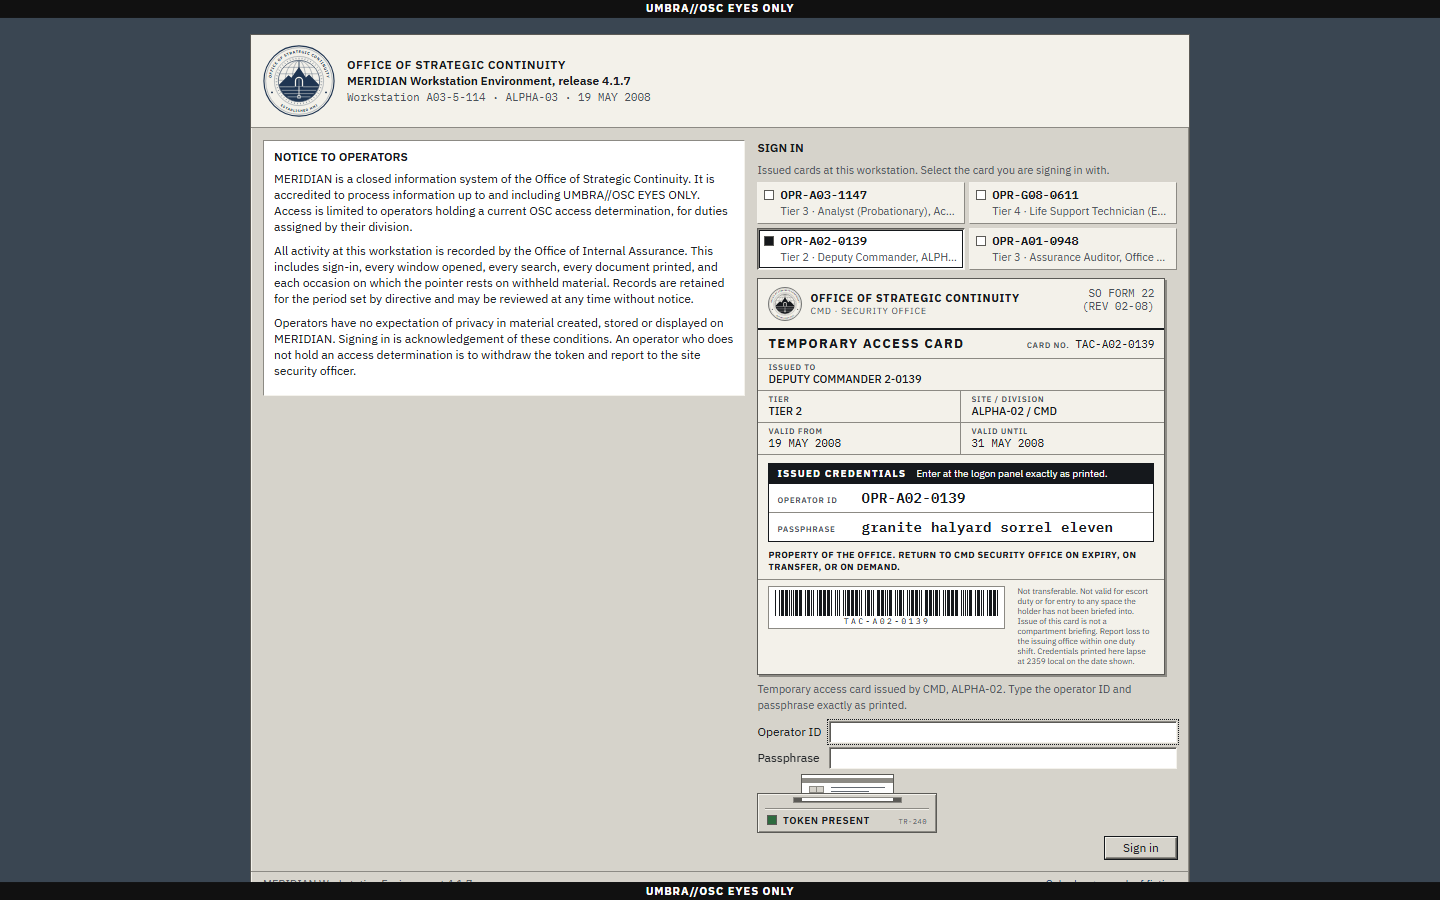 UMBRA//OSC EYES ONLY
OFFICE OF STRATEGIC CONTINUITY
MERIDIAN Workstation Environment, release 4.1.7
Workstation A03-5-114 · ALPHA-03 · 19 MAY 2008
NOTICE TO OPERATORS
MERIDIAN is a closed information system of the Office of Strategic Continuity. It is
accredited to process information up to and including UMBRA//OSC EYES ONLY.
Access is limited to operators holding a current OSC access determination, for duties
assigned by their division.
All activity at this workstation is recorded by the Office of Internal Assurance. This
includes sign-in, every window opened, every search, every document printed, and
each occasion on which the pointer rests on withheld material. Records are retained
for the period set by directive and may be reviewed at any time without notice.
Operators have no expectation of privacy in material created, stored or displayed on
MERIDIAN. Signing in is acknowledgement of these conditions. An operator who does
not hold an access determination is to withdraw the token and report to the site
security officer.
SIGN IN
Issued cards at this workstation. Select the card you are signing in with.
OPR-A03-1147
Tier 3 · Analyst (Probationary), Ac...
OPR-G08-0611
Tier 4 · Life Support Technician (E...
OPR-A02-0139
Tier 2 · Deputy Commander, ALPH...
OPR-A01-0948
Tier 3 · Assurance Auditor, Office ...
OFFICE OF STRATEGIC CONTINUITY
CMD · SECURITY OFFICE
SO FORM 22
(REV 02-08)
TEMPORARY ACCESS CARD
CARD NO. TAC-A02-0139
ISSUED TO
DEPUTY COMMANDER 2-0139
TIER
TIER 2
SITE / DIVISION
ALPHA-02 / CMD
VALID FROM
19 MAY 2008
VALID UNTIL
31 MAY 2008
ISSUED CREDENTIALS Enter at the logon panel exactly as printed.
OPERATOR ID OPR-A02-0139
PASSPHRASE granite halyard sorrel eleven
PROPERTY OF THE OFFICE. RETURN TO CMD SECURITY OFFICE ON EXPIRY, ON
TRANSFER, OR ON DEMAND.
TAC-A02-0139
Not transferable. Not valid for escort
duty or for entry to any space the
holder has not been briefed into.
Issue of this card is not a
compartment briefing. Report loss to
the issuing office within one duty
shift. Credentials printed here lapse
at 2359 local on the date shown.
Temporary access card issued by CMD, ALPHA-02. Type the operator ID and
passphrase exactly as printed.
Operator ID
Passphrase
TOKEN PRESENT
TR-240
Sign in
UMBRA//OSC EYES ONLY